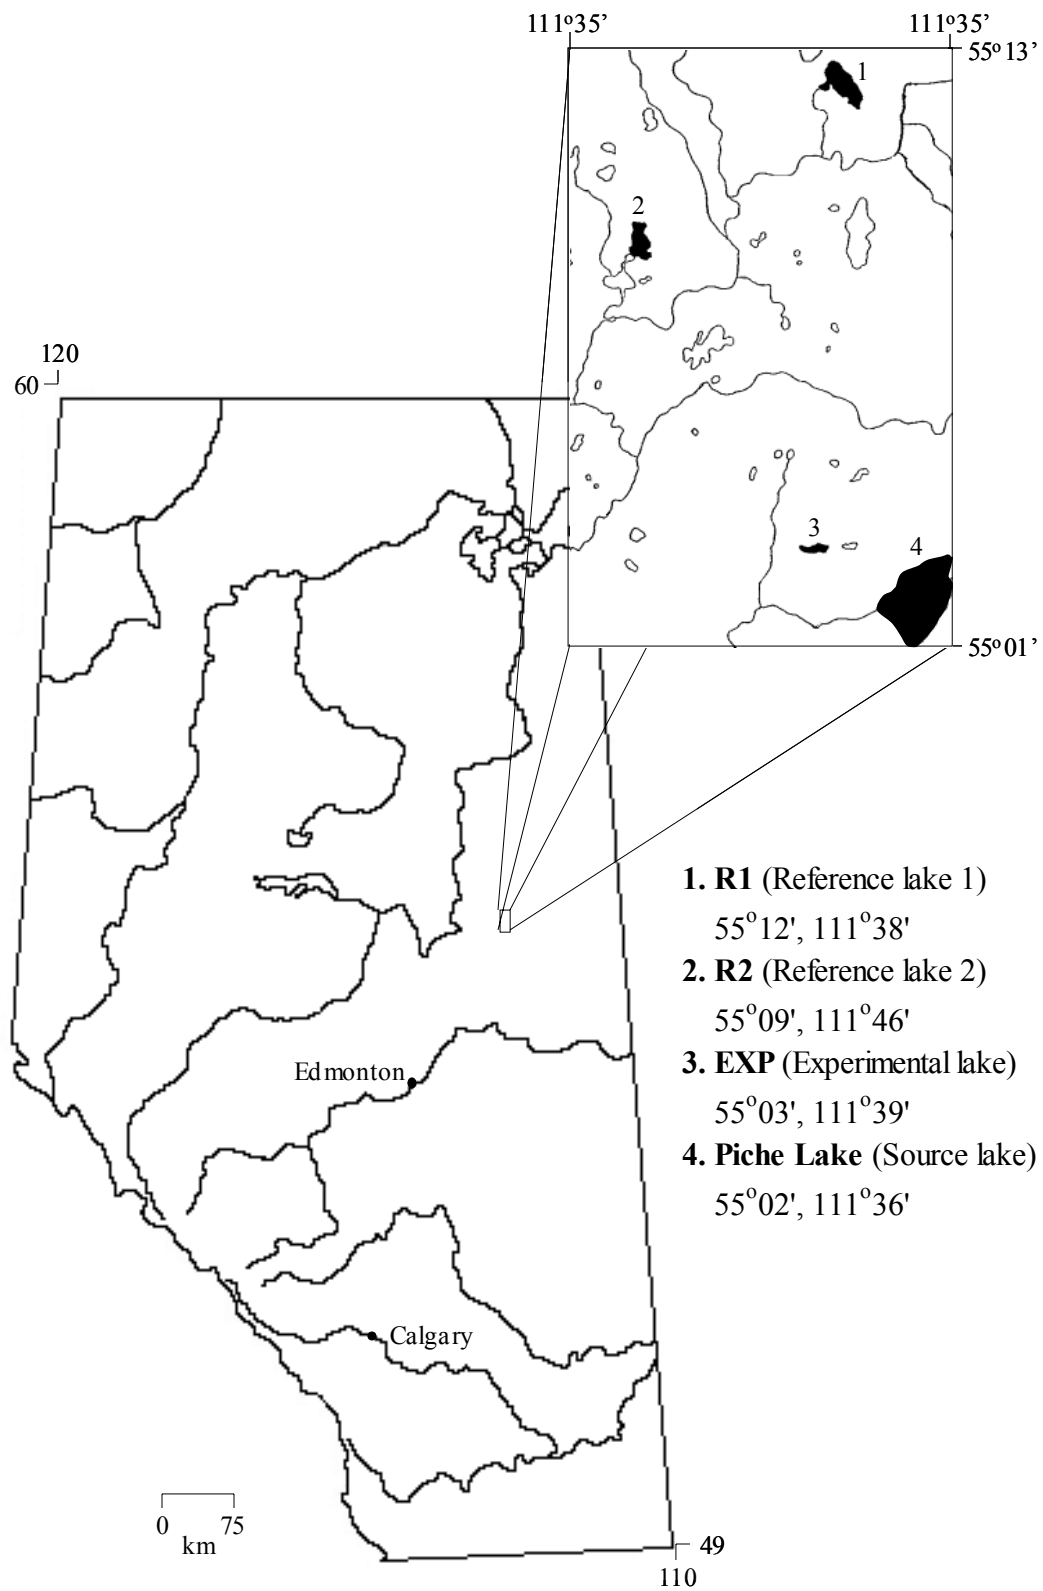 111°35’ 111°35’
55° 13’
1
2
120
60
3
4
55° 01’
1. R1 (Reference lake 1)
55°12', 111°38'
2. R2 (Reference lake 2)
55°09', 111°46'
3. EXP (Experimental lake)
55°03', 111°39'
4. Piche Lake (Source lake)
55°02', 111°36'
Edmonton
Calgary
0 75
km
49
110